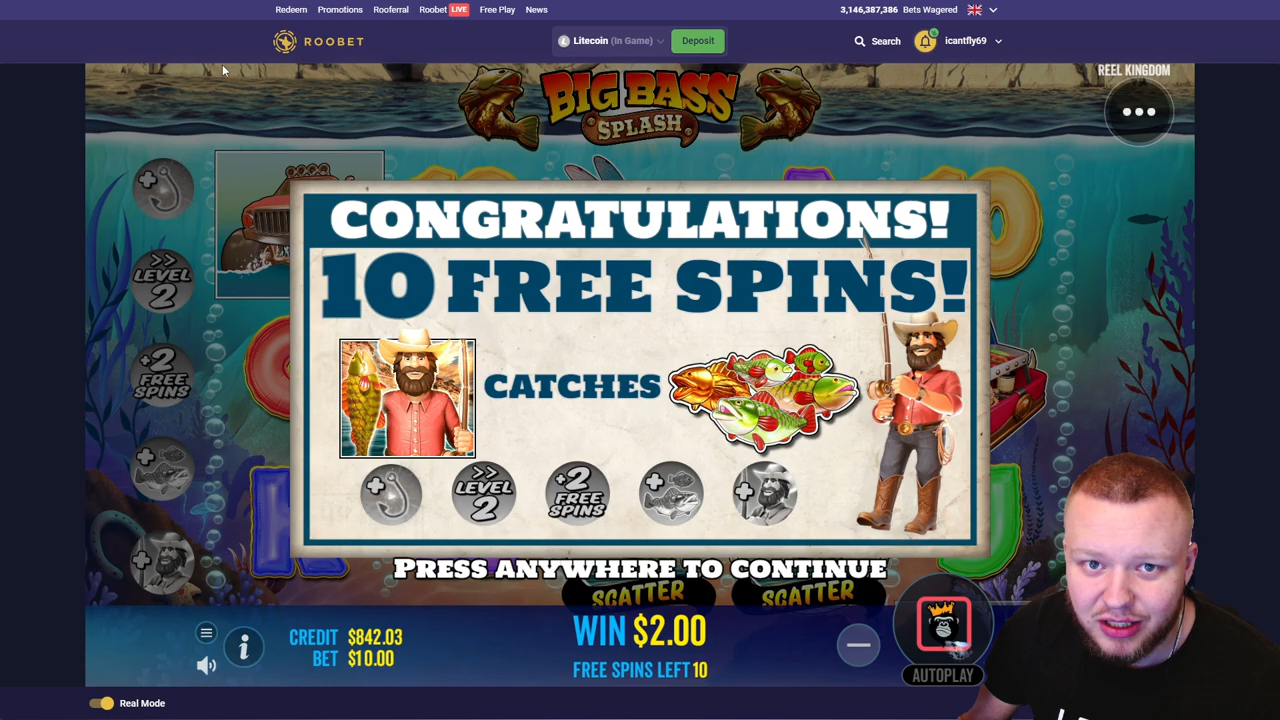 Redeem Promotions Rooferral Roobet LIVE Free Play News
3,146,387,386 Bets Wagered
ROOBET
Litecoin (In Game)
Deposit
Search
icantfly69
REEL KINGDOM
BIG BASS
SPLASH
CONGRATULATIONS!
10 FREE SPINS!
CATCHES
+
>>
LEVEL
2
+2
FREE
SPINS
+
+
+
>>
LEVEL
2
+2
FREE
SPINS
+
+
PRESS ANYWHERE TO CONTINUE
SCATTER SCATTER
CREDIT $842.03
BET $10.00
WIN $2.00
FREE SPINS LEFT 10
AUTOPLAY
Real Mode